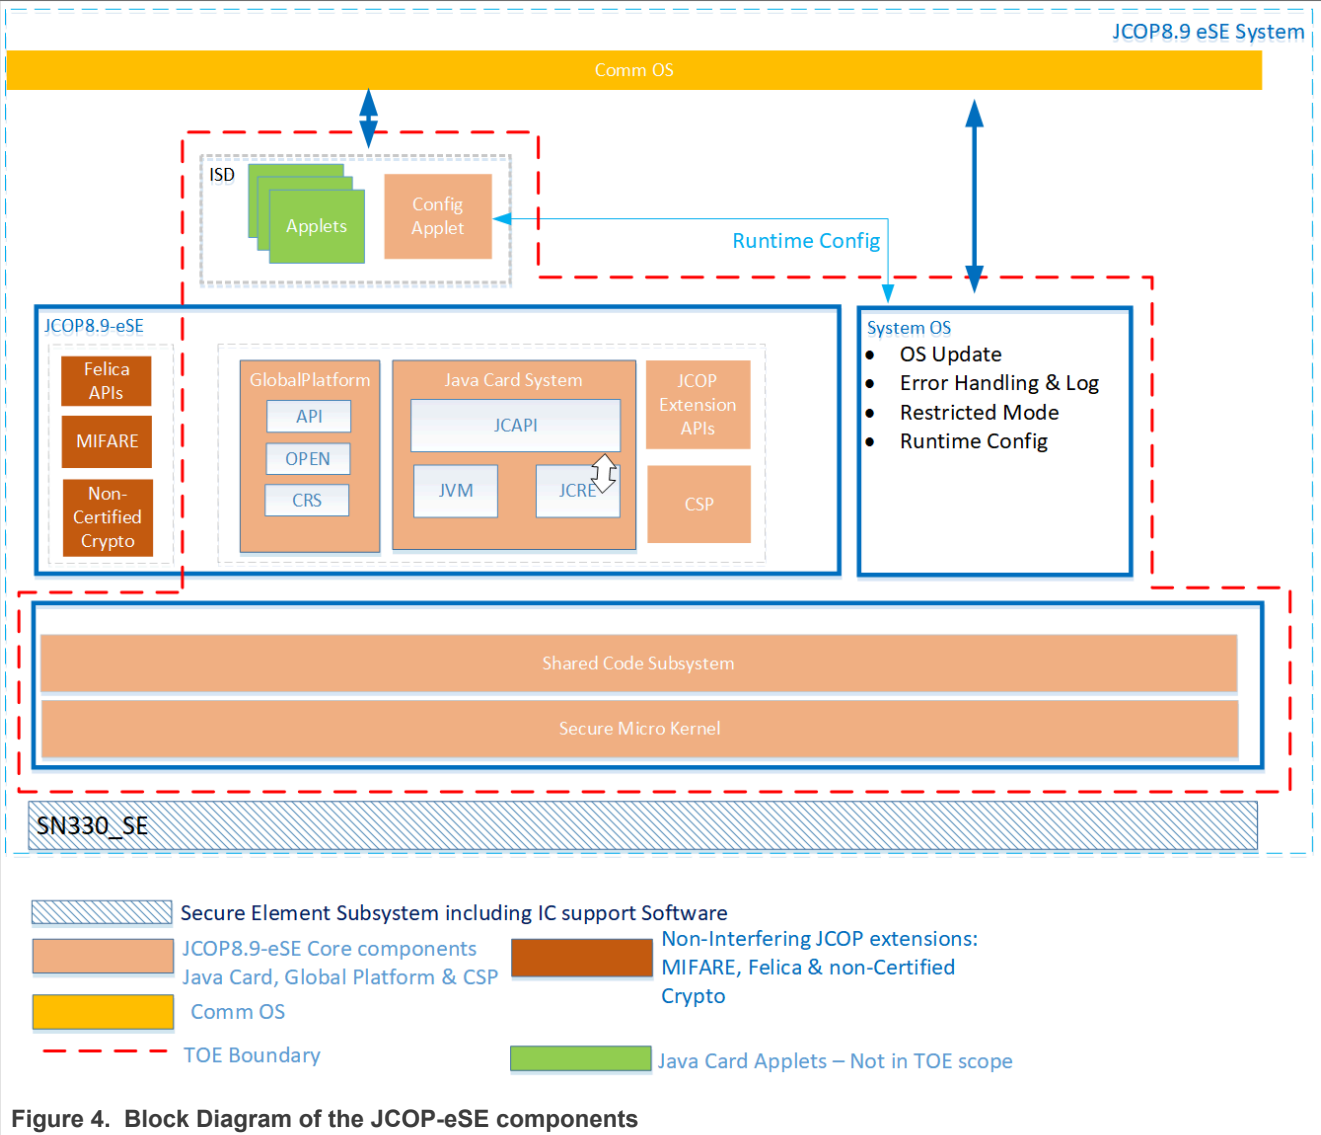 JCOP8.9 eSE System
Comm OS
ISD
Applets
Config
Applet
Runtime Config
JCOP8.9-eSE
Felica
APIs
MIFARE
Non-
Certified
Crypto
GlobalPlatform
API
OPEN
CRS
Java Card System
JCAPI
JVM
JCRE
JCOP
Extension
APIs
CSP
System OS
• OS Update
• Error Handling & Log
• Restricted Mode
• Runtime Config
Shared Code Subsystem
Secure Micro Kernel
SN330_SE
Secure Element Subsystem including IC support Software
JCOP8.9-eSE Core components
Java Card, Global Platform & CSP
Non-Interfering JCOP extensions:
MIFARE, Felica & non-Certified
Crypto
Comm OS
TOE Boundary
Java Card Applets – Not in TOE scope
Figure 4. Block Diagram of the JCOP-eSE components